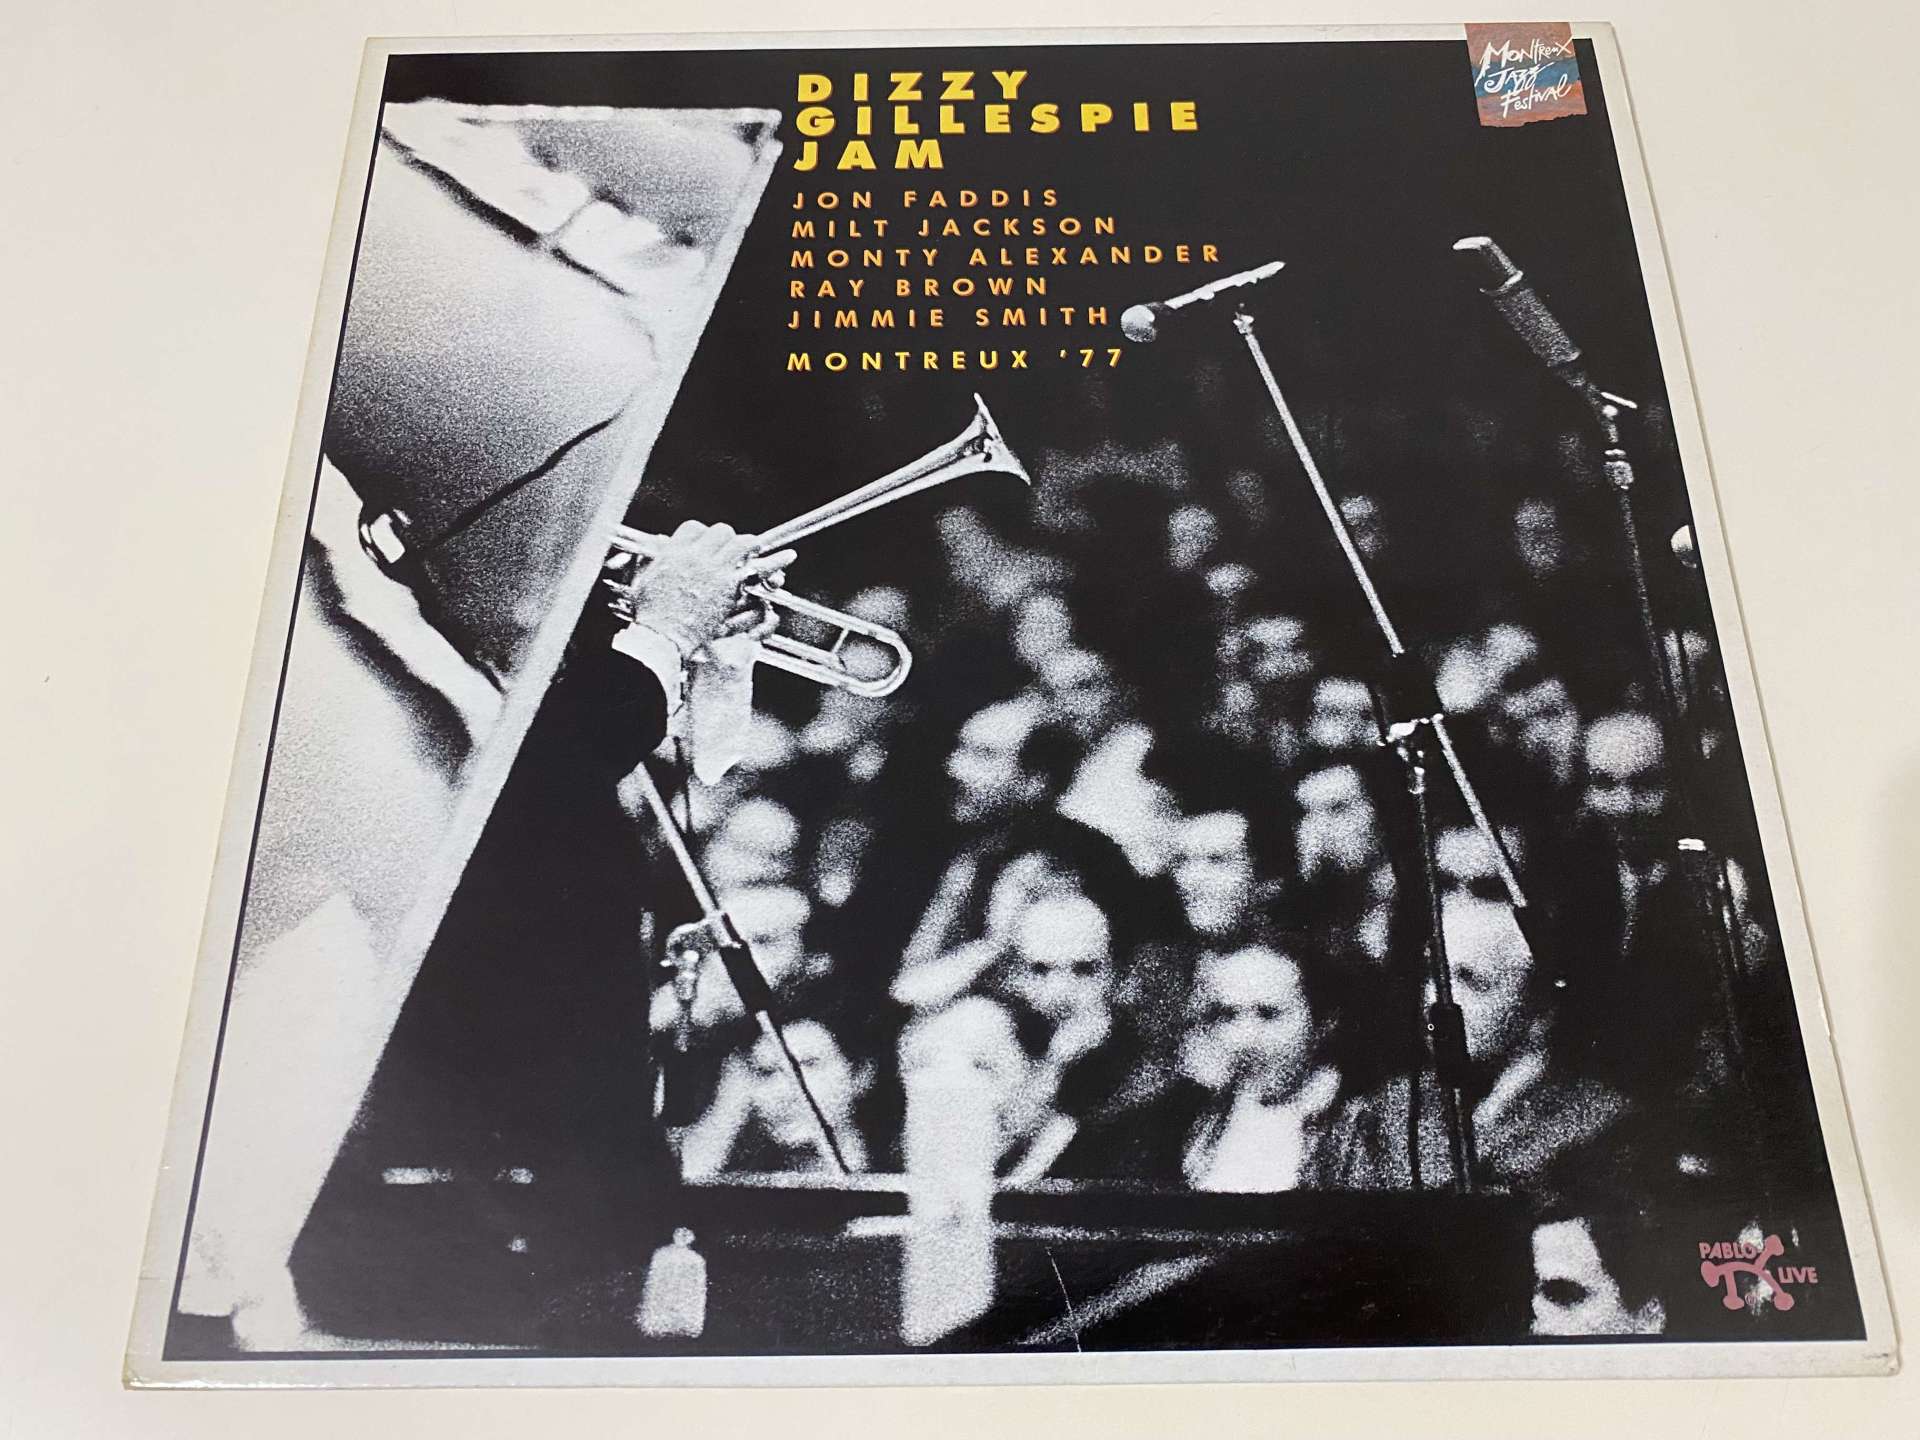 DIZZY
GILLESPIE
JAM
JON FADDIS
MILT JACKSON
MONTY ALEXANDER
RAY BROWN
JIMMIE SMITH
MONTREUX '77
Montreux
Jazz
Festival
PABLO
LIVE